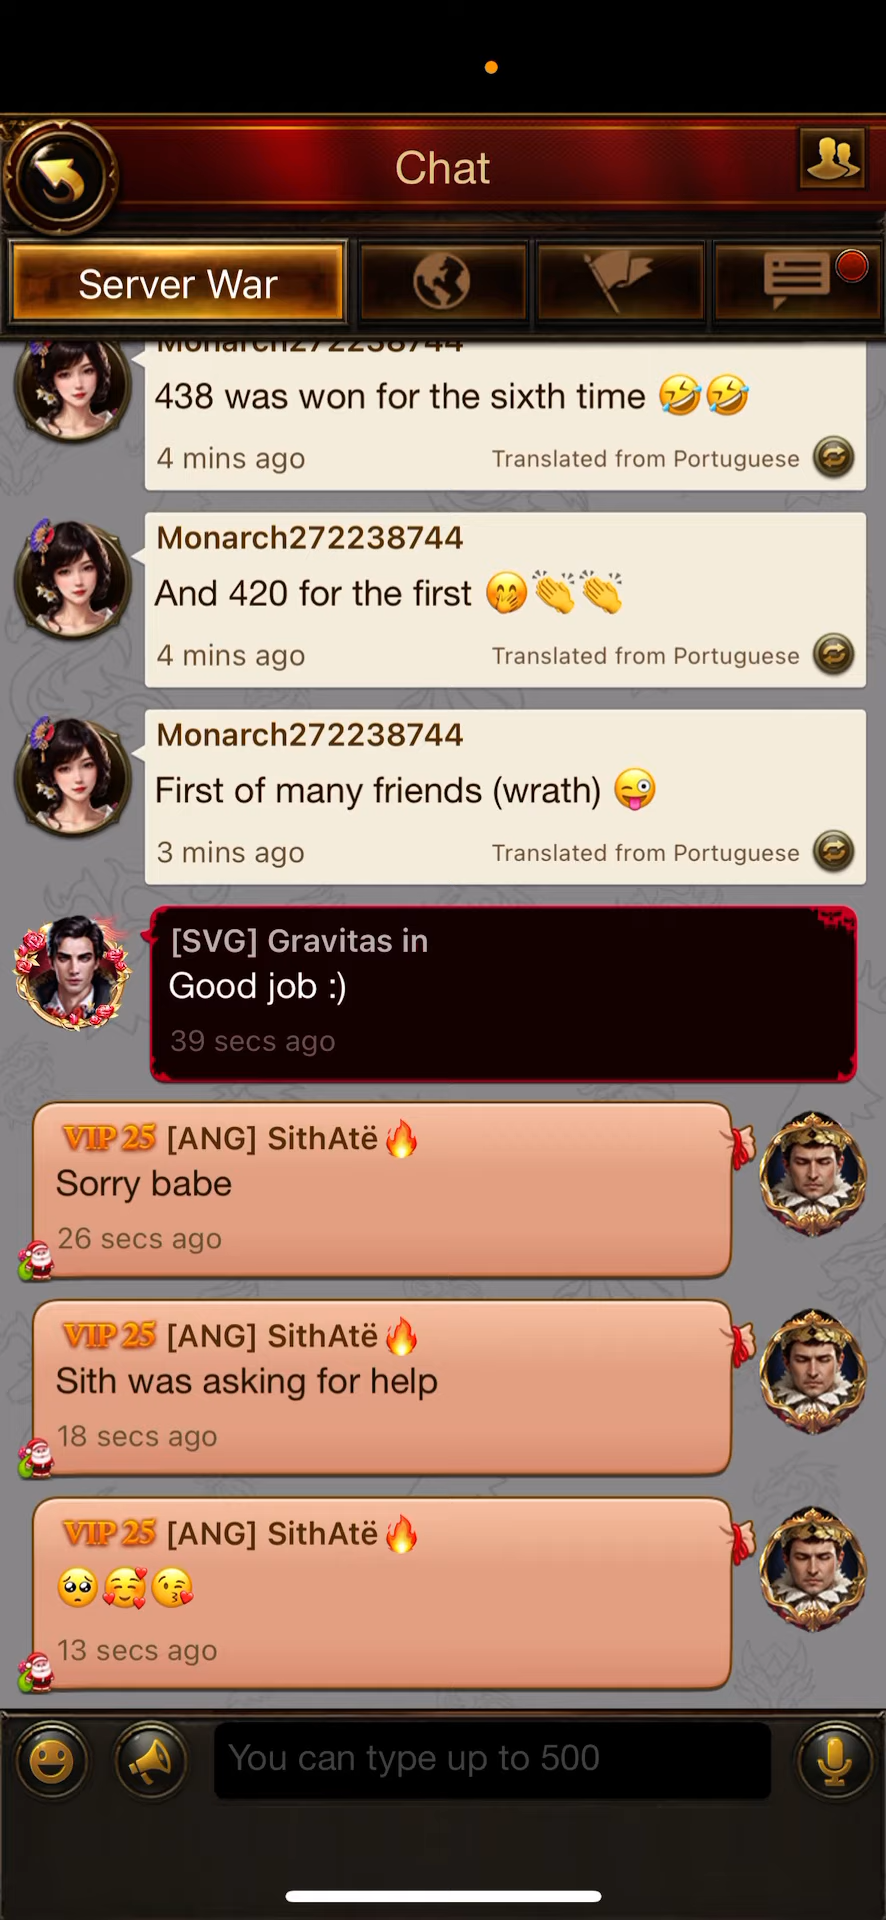 Chat
Server War
Monarch272238744
438 was won for the sixth time 🤣🤣
4 mins ago
Translated from Portuguese
Monarch272238744
And 420 for the first 🤭👏👏
4 mins ago
Translated from Portuguese
Monarch272238744
First of many friends (wrath) 😜
3 mins ago
Translated from Portuguese
[SVG] Gravitas in
Good job :)
39 secs ago
VIP 25 [ANG] SithAtë🔥
Sorry babe
26 secs ago
VIP 25 [ANG] SithAtë🔥
Sith was asking for help
18 secs ago
VIP 25 [ANG] SithAtë🔥
🥺🥰😘
13 secs ago
You can type up to 500